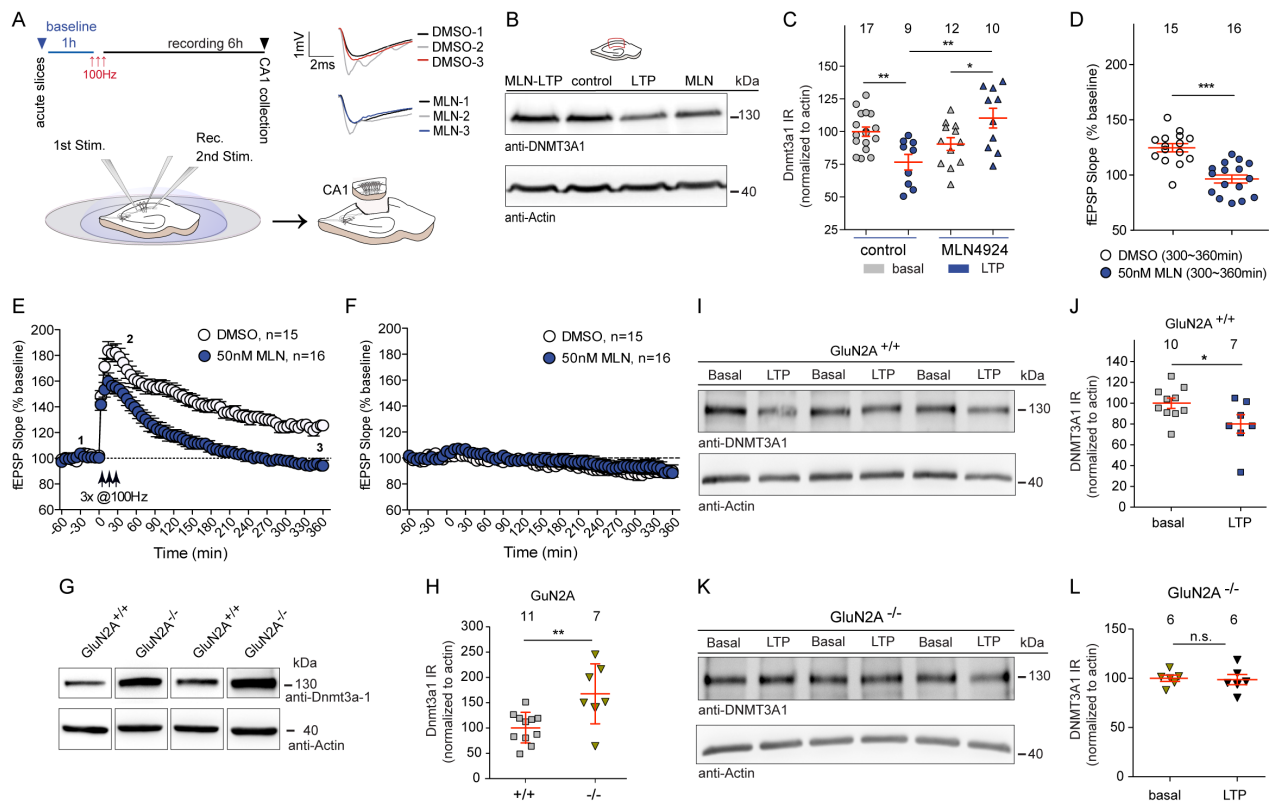 A
baseline
1h
recording 6h
100Hz
acute slices
CA1
collection
1mV
2ms
DMSO-1
DMSO-2
DMSO-3
MLN-1
MLN-2
MLN-3
1st Stim.
Rec.
2nd Stim.
CA1
B
MLN-LTP control LTP MLN kDa
130
anti-DNMT3A1
40
anti-Actin
C
17 9 12 10
**
** *
Dnmt3a1 IR
(normalized to actin)
150
125
100
75
50
25
control MLN4924
basal LTP
D
15 16
***
fEPSP Slope (% baseline)
200
150
100
50
DMSO (300~360min)
50nM MLN (300~360min)
E
fEPSP Slope (% baseline)
200
180
160
140
120
100
80
60
DMSO, n=15
50nM MLN, n=16
1
2
3
3x @100Hz
-60 -30 0 30 60 90 120 150 180 210 240 270 300 330 360
Time (min)
F
fEPSP Slope (% baseline)
200
180
160
140
120
100
80
60
DMSO, n=15
50nM MLN, n=16
-60 -30 0 30 60 90 120 150 180 210 240 270 300 330 360
Time (min)
I
GluN2A +/+
Basal LTP Basal LTP Basal LTP kDa
130
anti-DNMT3A1
40
anti-Actin
J
GluN2A +/+
10 7
*
DNMT3A1 IR
(normalized to actin)
140
120
100
80
60
40
20
0
basal LTP
G
GluN2A+/+ GluN2A-/- GluN2A+/+ GluN2A-/-
kDa
130
anti-Dnmt3a-1
40
anti-Actin
H
GuN2A
11 7
**
Dnmt3a1 IR
(normalized to actin)
300
250
200
150
100
50
0
+/+ -/-
K
GluN2A -/-
Basal LTP Basal LTP Basal LTP kDa
130
anti-DNMT3A1
40
anti-Actin
L
GluN2A -/-
6 6
n.s.
DNMT3A1 IR
(normalized to actin)
150
100
50
0
basal LTP